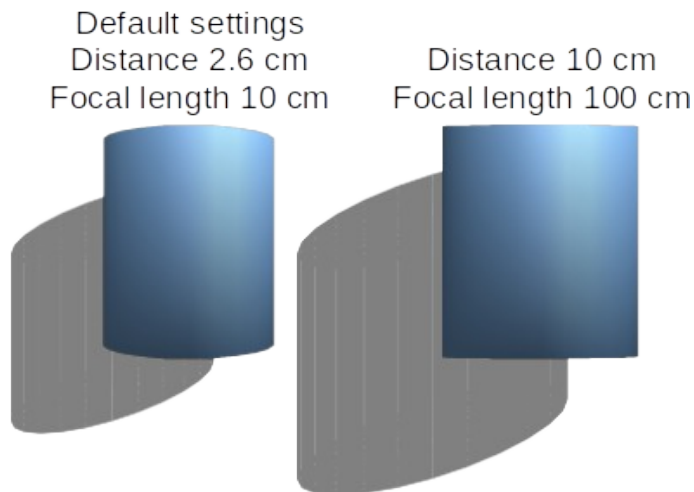 Default settings
Distance 2.6 cm
Focal length 10 cm
Distance 10 cm
Focal length 100 cm